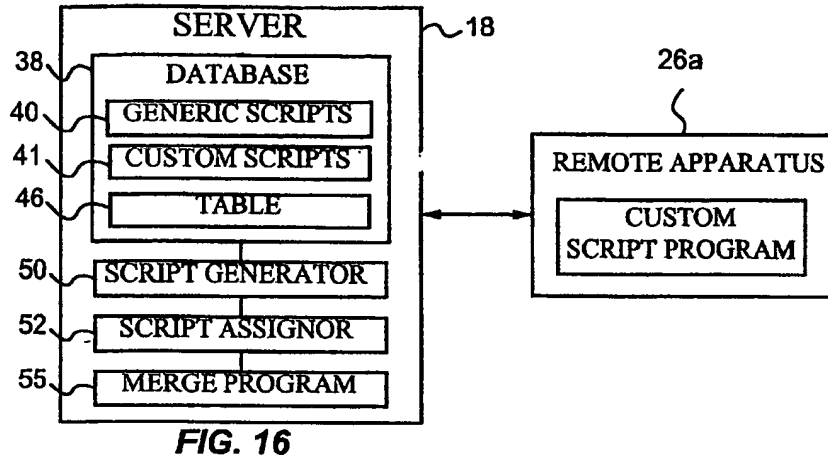 SERVER
18
38
DATABASE
40
GENERIC SCRIPTS
41
CUSTOM SCRIPTS
46
TABLE
50
SCRIPT GENERATOR
52
SCRIPT ASSIGNOR
55
MERGE PROGRAM
26a
REMOTE APPARATUS
CUSTOM
SCRIPT PROGRAM
FIG. 16